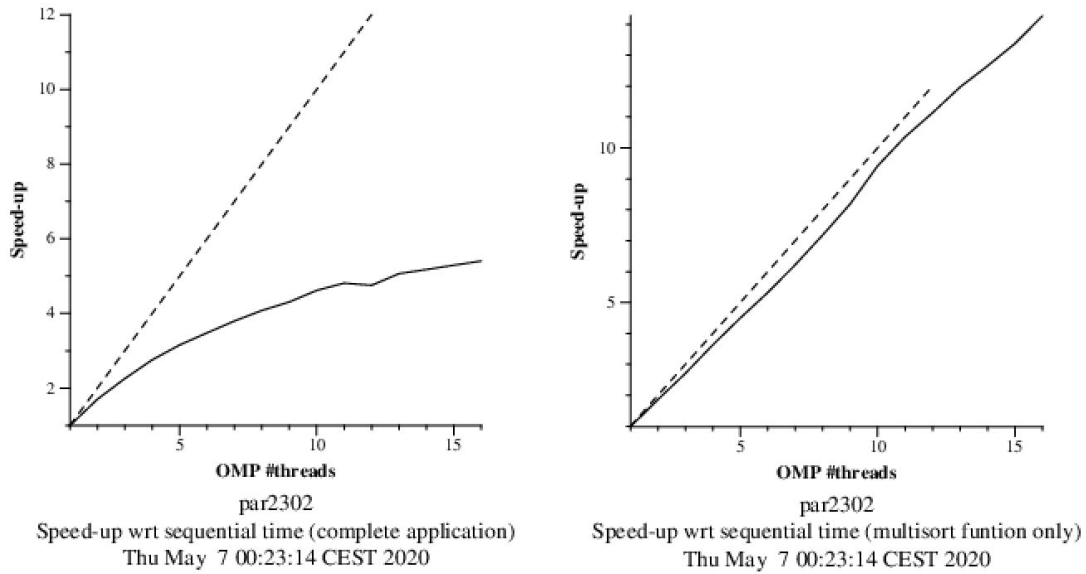 12
10
8
6
4
2
Speed-up
5
10
15
OMP #threads
par2302
Speed-up wrt sequential time (complete application)
Thu May 7 00:23:14 CEST 2020
10
5
Speed-up
5
10
15
OMP #threads
par2302
Speed-up wrt sequential time (multisort funtion only)
Thu May 7 00:23:14 CEST 2020